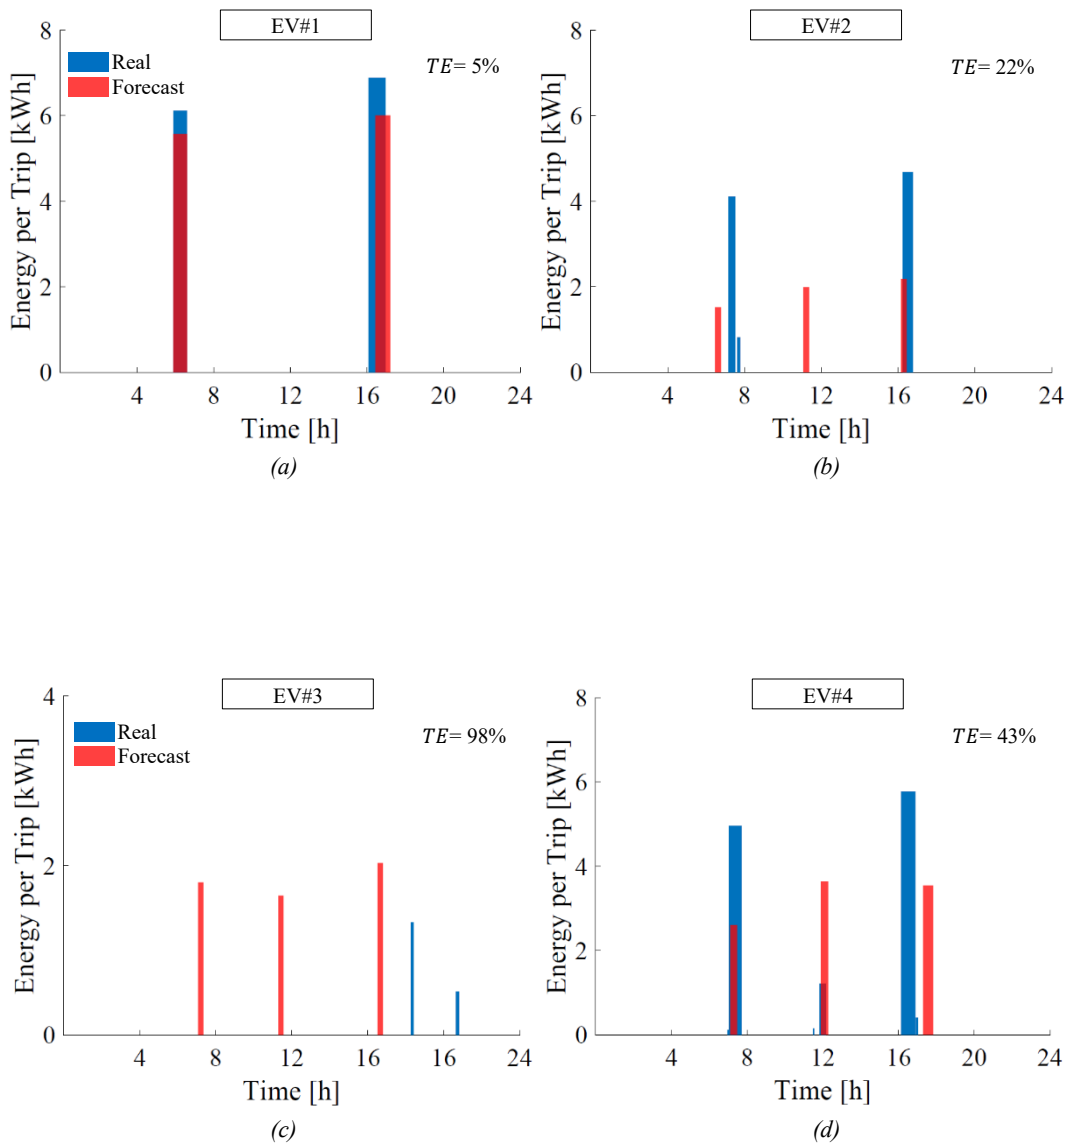 EV#1
8
Real
Forecast
TE= 5%
6
4
2
0
Energy per Trip [kWh]
4 8 12 16 20 24
Time [h]
(a)
EV#2
8
TE= 22%
6
4
2
0
Energy per Trip [kWh]
4 8 12 16 20 24
Time [h]
(b)
EV#3
4
Real
Forecast
TE= 98%
2
0
Energy per Trip [kWh]
4 8 12 16 16 24
Time [h]
(c)
EV#4
8
TE= 43%
6
4
2
0
Energy per Trip [kWh]
4 8 12 16 20 24
Time [h]
(d)